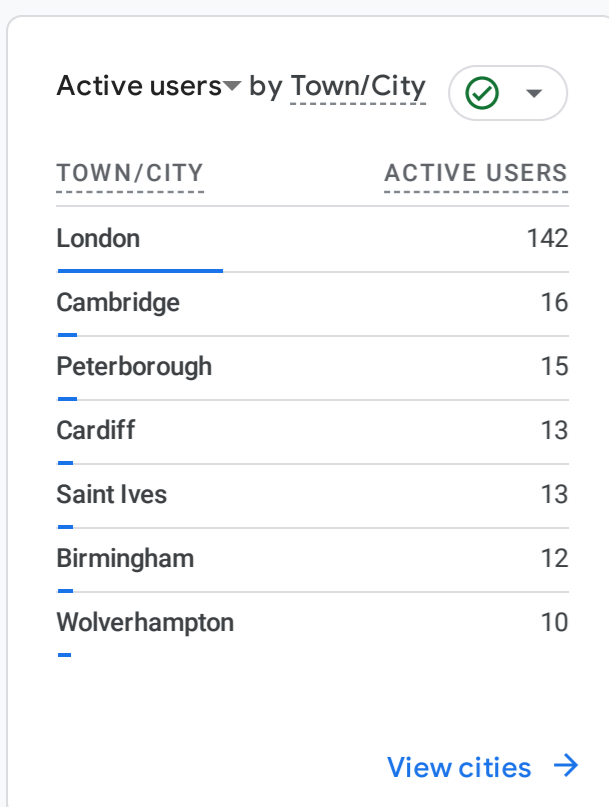 Active users by Town/City
TOWN/CITY ACTIVE USERS
London 142
Cambridge 16
Peterborough 15
Cardiff 13
Saint Ives 13
Birmingham 12
Wolverhampton 10
View cities